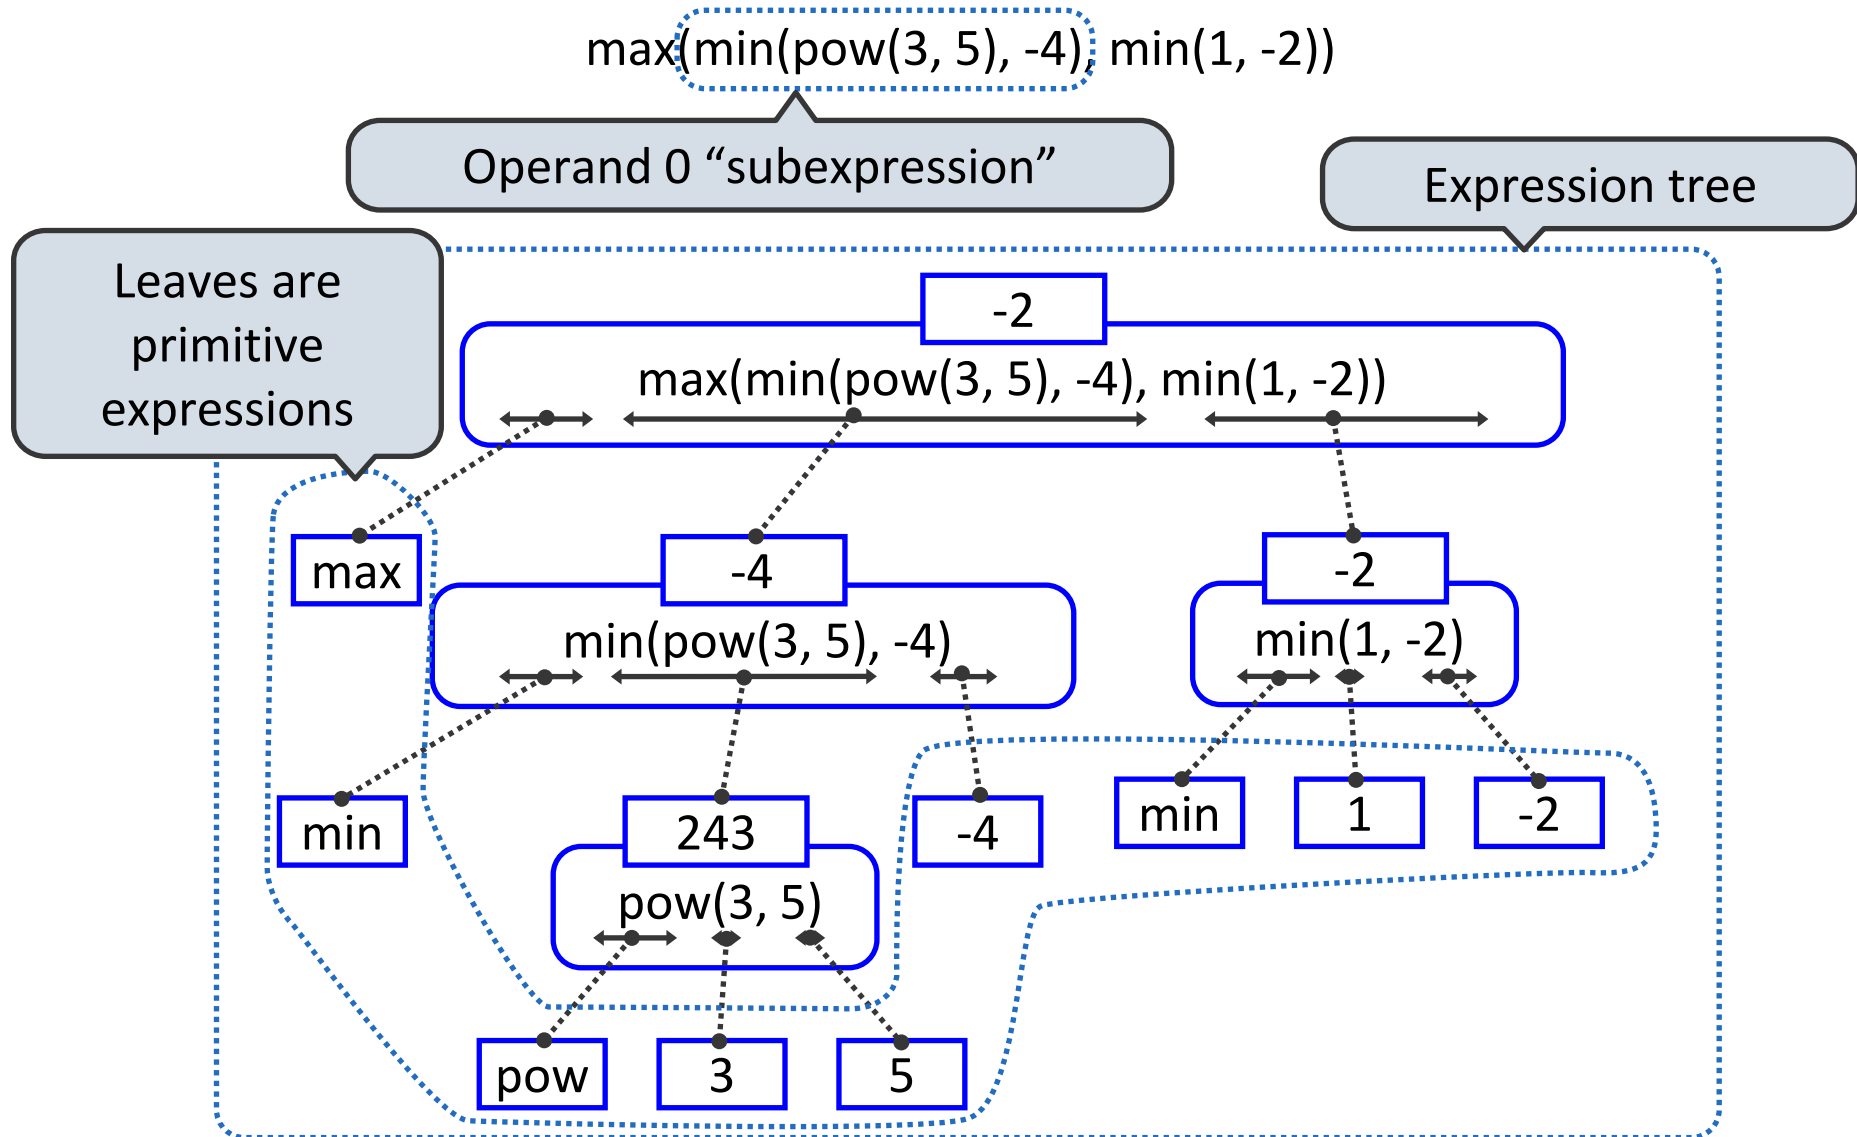 max(min(pow(3, 5), -4), min(1, -2))
Operand 0 “subexpression”
Expression tree
Leaves are
primitive
expressions
-2
max(min(pow(3, 5), -4), min(1, -2))
max
-4
min(pow(3, 5), -4)
-2
min(1, -2)
min
243
pow(3, 5)
-4
min
1
-2
pow
3
5